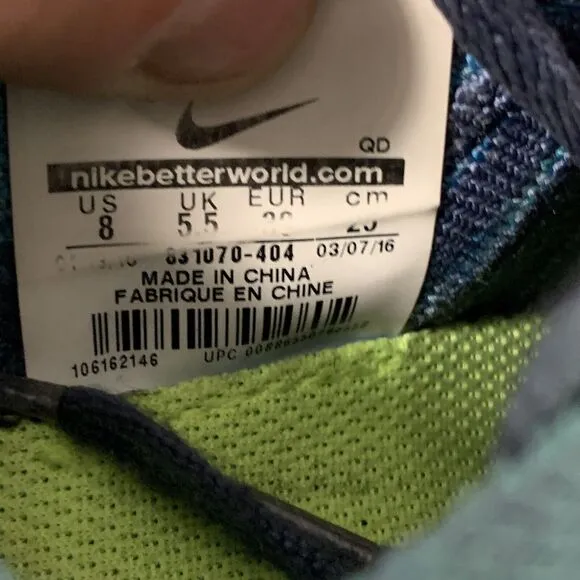 QD
nikebetterworld.com
US UK EUR cm
8 5.5
831070-404 03/07/16
MADE IN CHINA
FABRIQUE EN CHINE
106162146 UPC